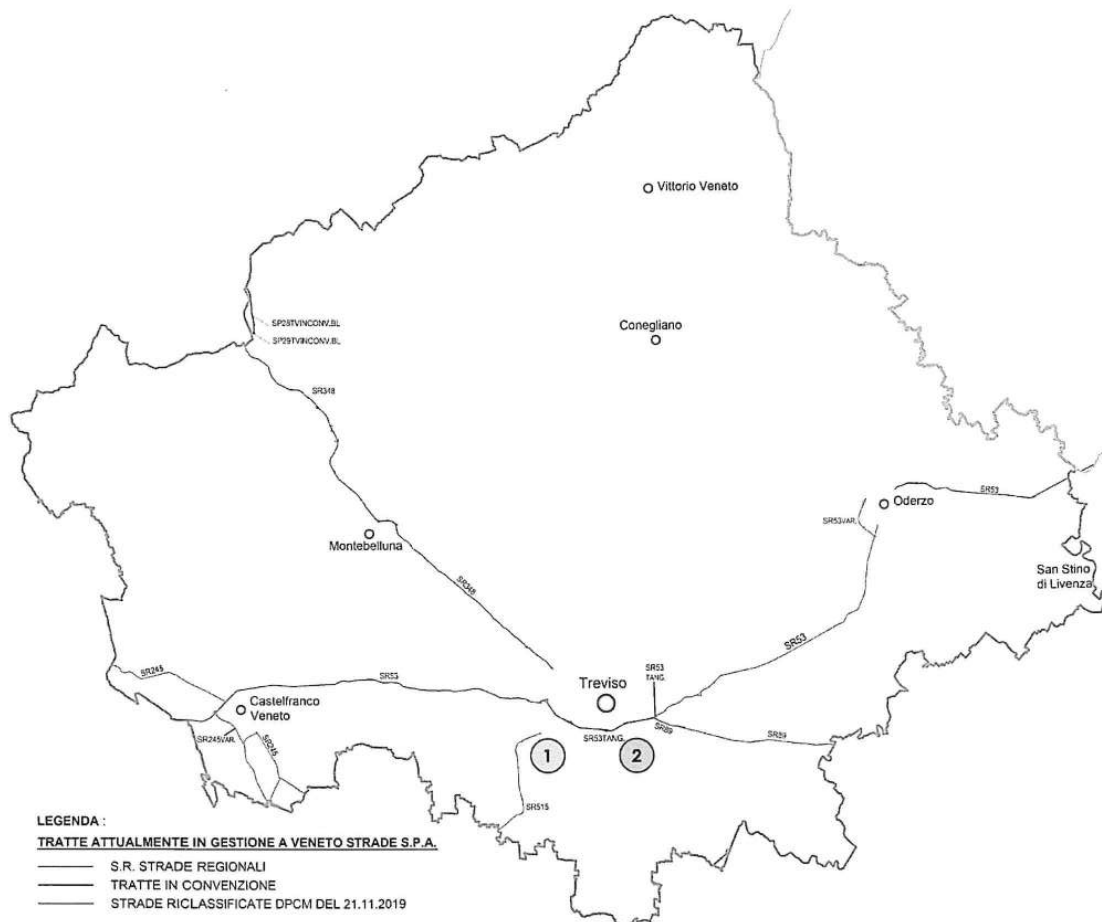 Vittorio Veneto
SP28TVINCONV.BL
SP29TVINCONV.BL
Conegliano
SR348
SR53
Oderzo
SR53VAR.
Montebelluna
San Stino
di Livenza
SR348
SR53
SR53
TANG.
SR245
SR53
Treviso
Castelfranco
Veneto
SR245VAR.
SR245
SR53TANG.
SR89
SR89
1
2
SR515
LEGENDA :
TRATTE ATTUALMENTE IN GESTIONE A VENETO STRADE S.P.A.
S.R. STRADE REGIONALI
TRATTE IN CONVENZIONE
STRADE RICLASSIFICATE DPCM DEL 21.11.2019